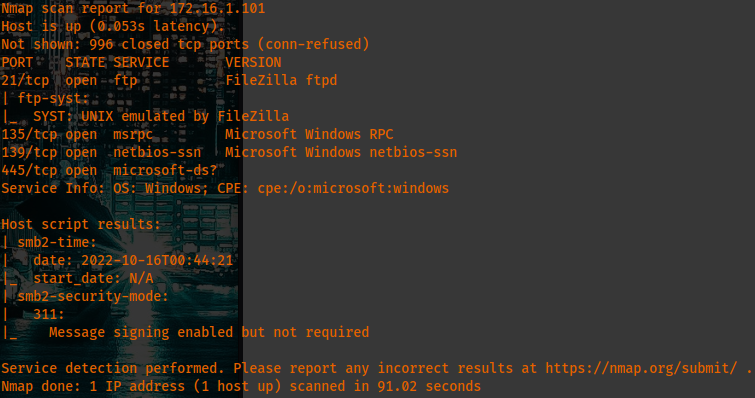 Nmap scan report for 172.16.1.101
Host is up (0.053s latency).
Not shown: 996 closed tcp ports (conn-refused)
PORT    STATE SERVICE       VERSION
21/tcp  open  ftp           FileZilla ftpd
| ftp-syst:
|_  SYST: UNIX emulated by FileZilla
135/tcp open  msrpc         Microsoft Windows RPC
139/tcp open  netbios-ssn   Microsoft Windows netbios-ssn
445/tcp open  microsoft-ds?
Service Info: OS: Windows; CPE: cpe:/o:microsoft:windows
Host script results:
| smb2-time:
|   date: 2022-10-16T00:44:21
|_  start_date: N/A
| smb2-security-mode:
|   311:
|_    Message signing enabled but not required
Service detection performed. Please report any incorrect results at https://nmap.org/submit/ .
Nmap done: 1 IP address (1 host up) scanned in 91.02 seconds